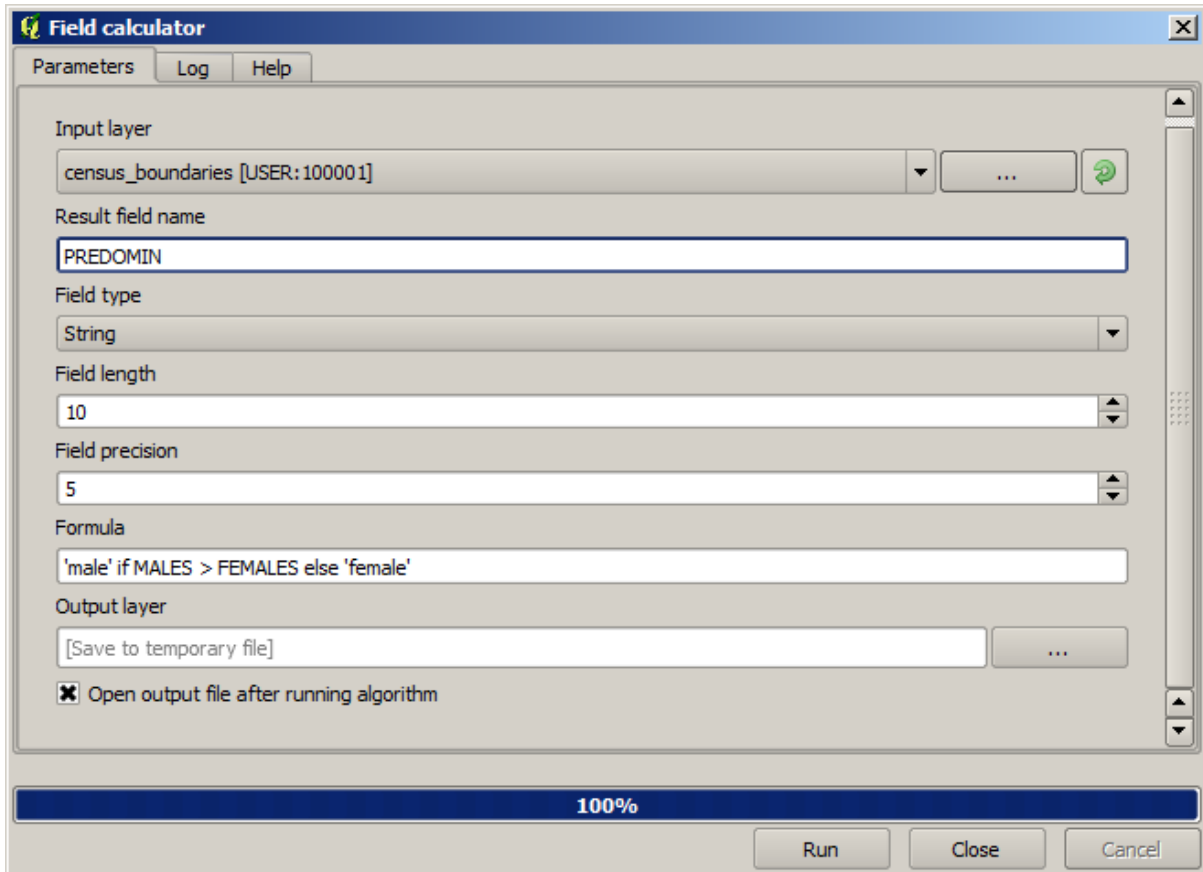 Field calculator
Parameters Log Help
Input layer
census_boundaries [USER:100001]
...
Result field name
PREDOMIN
Field type
String
Field length
10
Field precision
5
Formula
'male' if MALES > FEMALES else 'female'
Output layer
[Save to temporary file]
...
Open output file after running algorithm
100%
Run Close Cancel